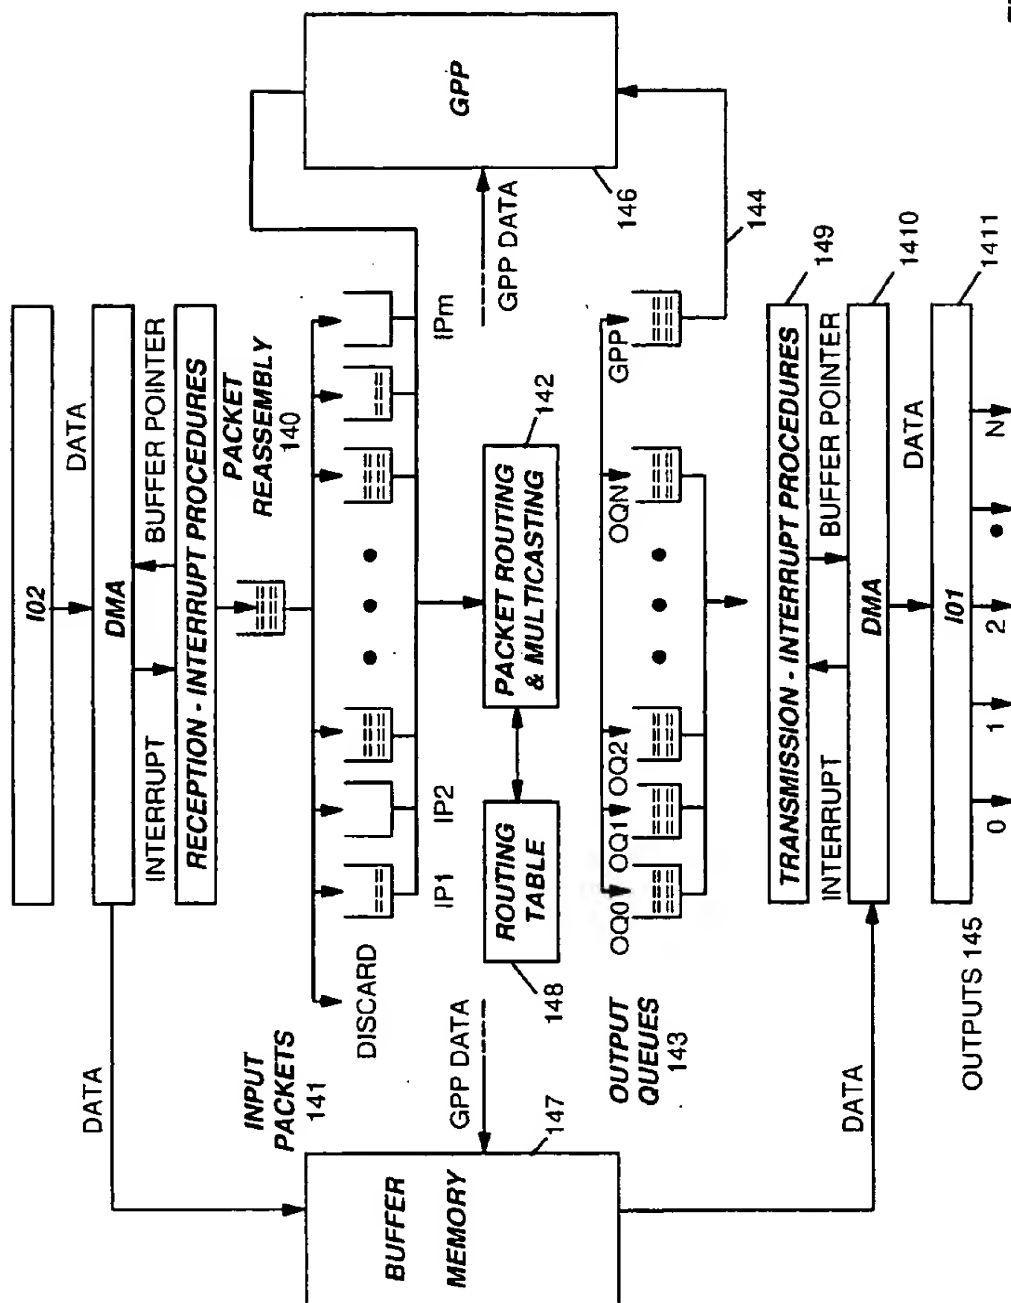 I02
DATA
DMA
INTERRUPT
BUFFER POINTER
RECEPTION - INTERRUPT PROCEDURES
PACKET
REASSEMBLY
140
DATA
INPUT
PACKETS
141
DISCARD
IP1
IP2
IPm
GPP
146
GPP DATA
144
GPP DATA
BUFFER
MEMORY
147
ROUTING
TABLE
148
PACKET ROUTING
& MULTICASTING
142
OUTPUT
QUEUES
143
OQ0
OQ1
OQ2
OQN
GPP
TRANSMISSION - INTERRUPT PROCEDURES
149
INTERRUPT
BUFFER POINTER
DATA
DMA
1410
DATA
I01
1411
OUTPUTS 145
0
1
2
N